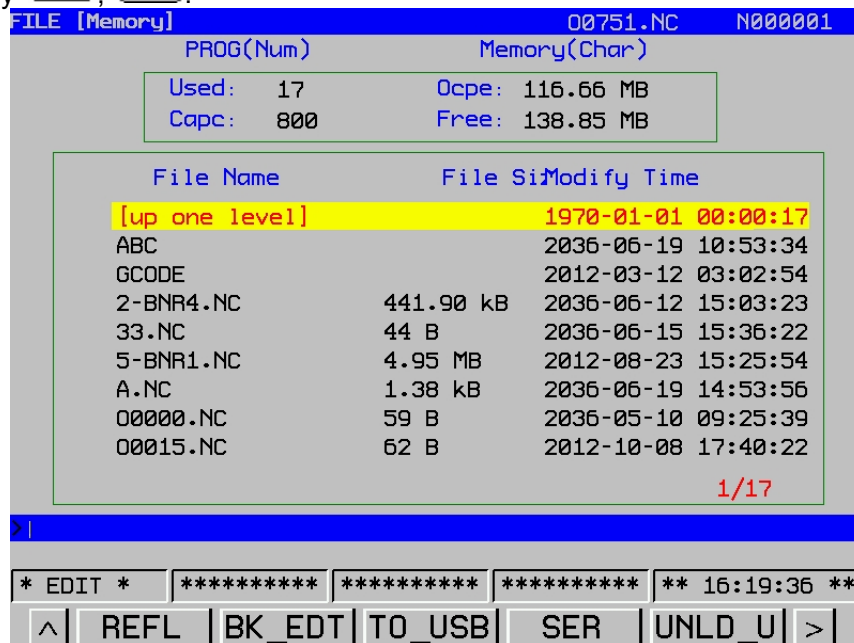 FILE [Memory] O0751.NC N000001
PROG(Num) Memory(Char)
Used: 17 Ocpe: 116.66 MB
Capc: 800 Free: 138.85 MB
File Name File Siz Modify Time
[up one level] 1970-01-01 00:00:17
ABC 2036-06-19 10:53:34
GCODE 2012-03-12 03:02:54
2-BNR4.NC 441.90 kB 2036-06-12 15:03:23
33.NC 44 B 2036-06-15 15:36:22
5-BNR1.NC 4.95 MB 2012-08-23 15:25:54
A.NC 1.38 kB 2036-06-19 14:53:56
O0000.NC 59 B 2036-05-10 09:25:39
O0015.NC 62 B 2012-10-08 17:40:22
1/17
>|
* EDIT * ********** ********** ********** ** 16:19:36 **
^ REFL BK_EDT TO_USB SER UNLD_U >